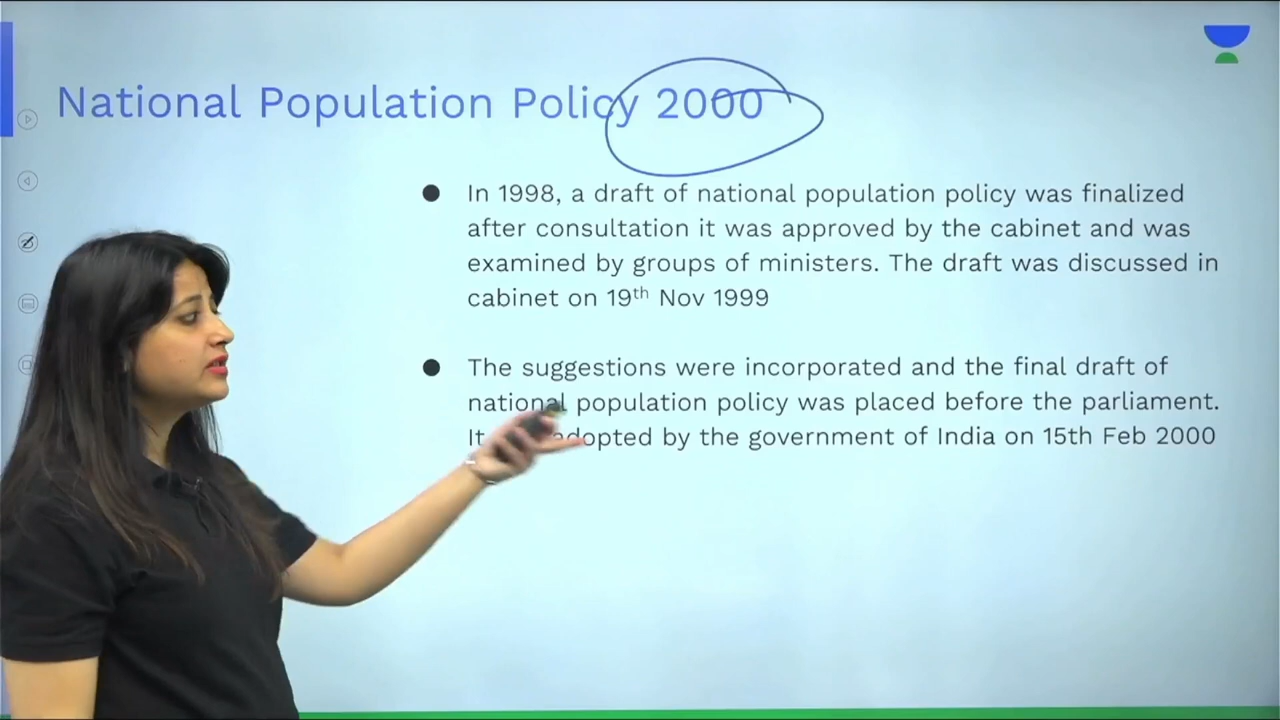 National Population Policy 2000
In 1998, a draft of national population policy was finalized
after consultation it was approved by the cabinet and was
examined by groups of ministers. The draft was discussed in
cabinet on 19th Nov 1999
The suggestions were incorporated and the final draft of
national population policy was placed before the parliament.
It adopted by the government of India on 15th Feb 2000